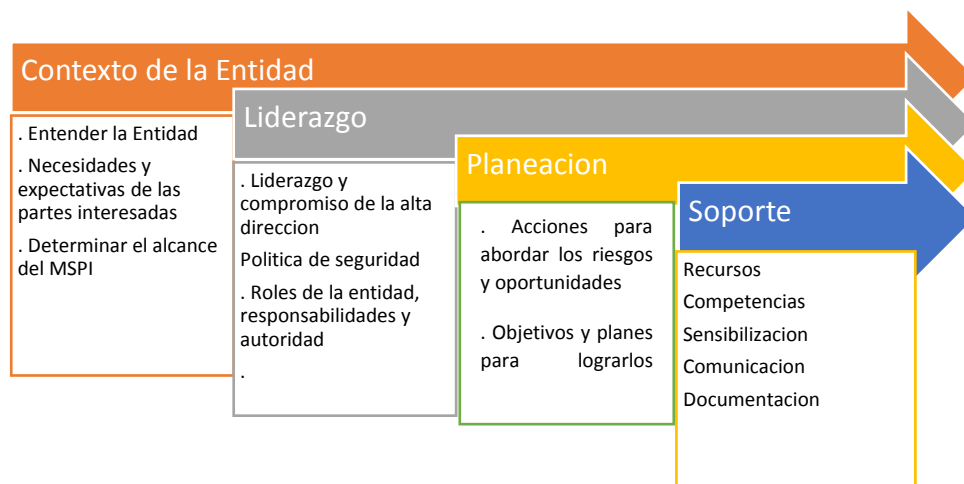 Contexto de la Entidad
. Entender la Entidad
. Necesidades y
expectativas de las
partes interesadas
. Determinar el alcance
del MSPI
Liderazgo
. Liderazgo y
compromiso de la alta
direccion
Politica de seguridad
. Roles de la entidad,
responsabilidades y
autoridad
.
Planeacion
. Acciones para
abordar los riesgos
y oportunidades
. Objetivos y planes
para lograrlos
Soporte
Recursos
Competencias
Sensibilizacion
Comunicacion
Documentacion